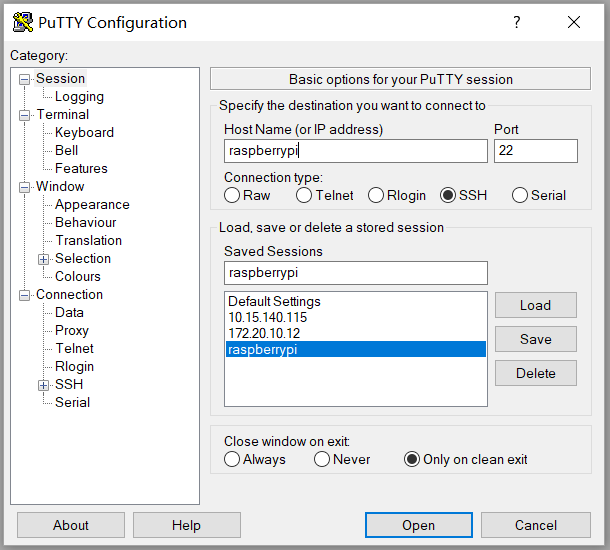 PuTTY Configuration
?
Category:
Session
Logging
Terminal
Keyboard
Bell
Features
Window
Appearance
Behaviour
Translation
Selection
Colours
Connection
Data
Proxy
Telnet
Rlogin
SSH
Serial
Basic options for your PuTTY session
Specify the destination you want to connect to
Host Name (or IP address) Port
raspberrypi 22
Connection type:
Raw Telnet Rlogin SSH Serial
Load, save or delete a stored session
Saved Sessions
raspberrypi
Default Settings
10.15.140.115
172.20.10.12
raspberrypi
Load
Save
Delete
Close window on exit:
Always Never Only on clean exit
About Help Open Cancel